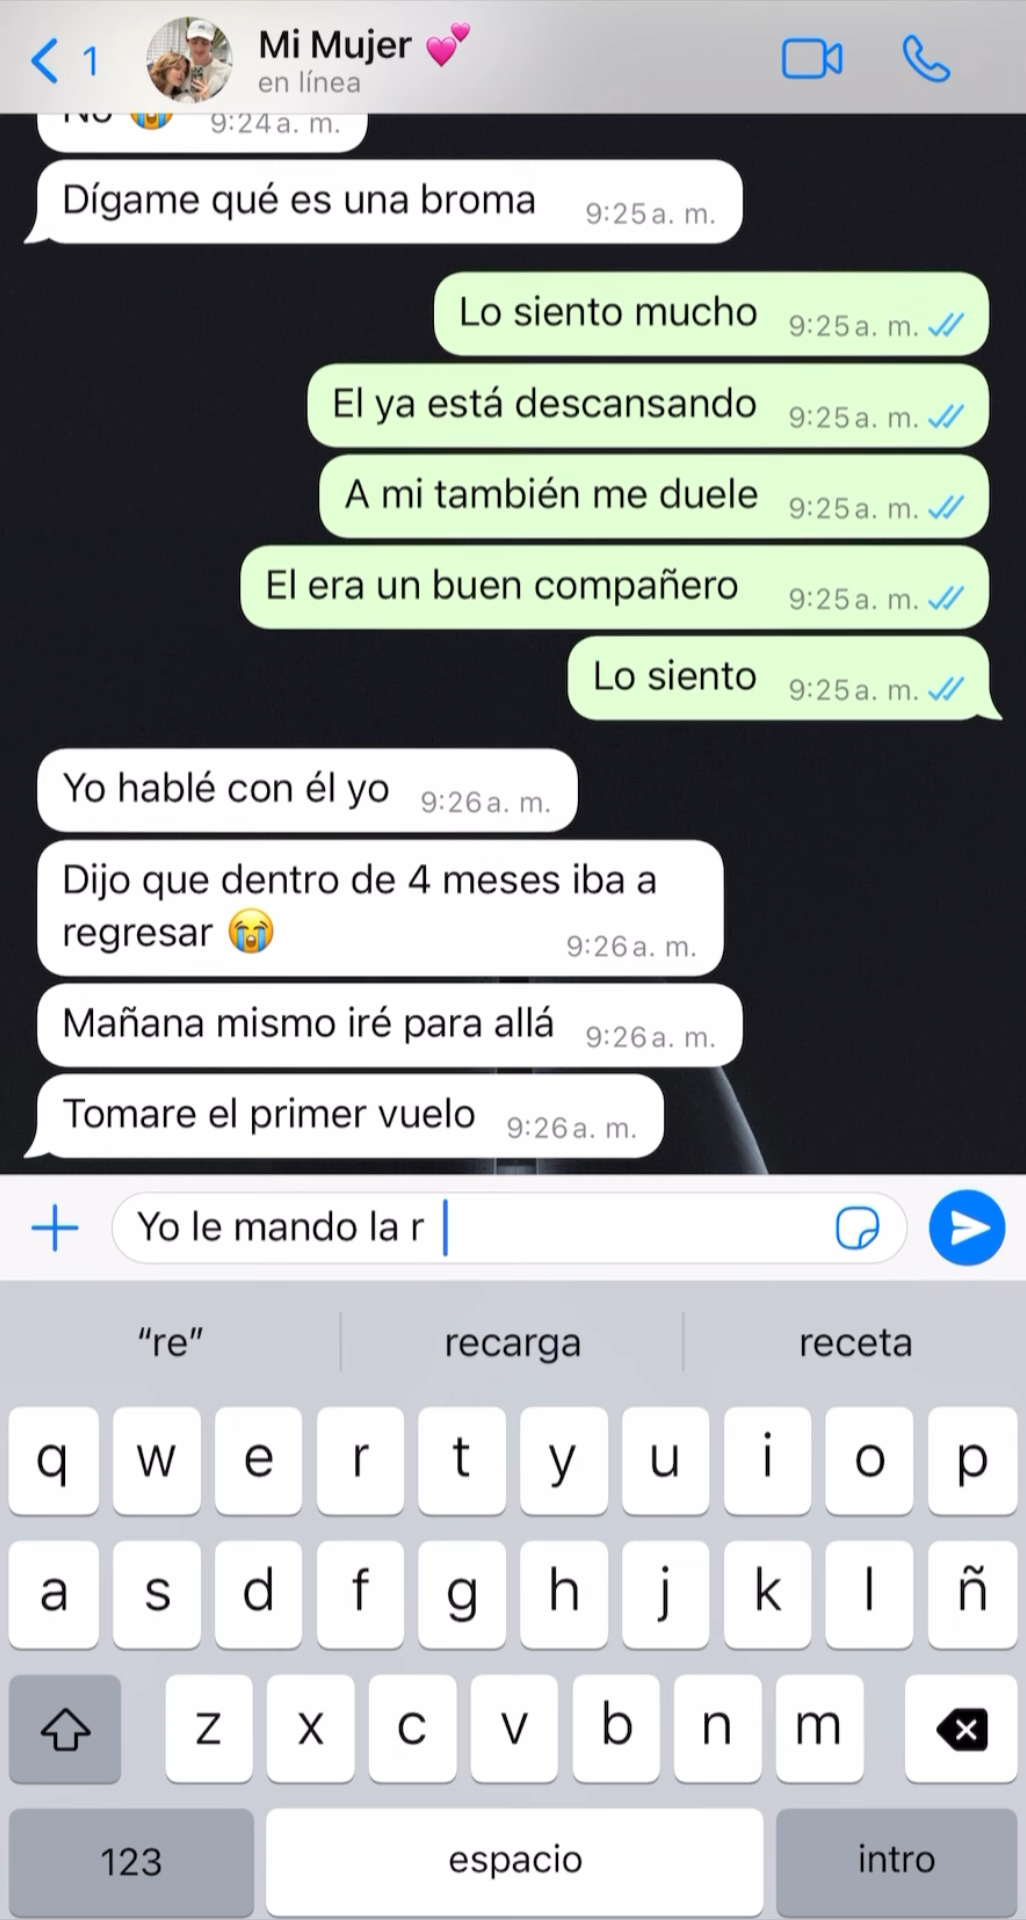 1
Mi Mujer 💕
en línea
No 😭 9:24 a. m.
Dígame qué es una broma 9:25 a. m.
Lo siento mucho 9:25 a. m.
El ya está descansando 9:25 a. m.
A mi también me duele 9:25 a. m.
El era un buen compañero 9:25 a. m.
Lo siento 9:25 a. m.
Yo hablé con él yo 9:26 a. m.
Dijo que dentro de 4 meses iba a
regresar 😭 9:26 a. m.
Mañana mismo iré para allá 9:26 a. m.
Tomare el primer vuelo 9:26 a. m.
Yo le mando la r
“re” recarga receta
q w e r t y u i o p
a s d f g h j k l ñ
z x c v b n m
123 espacio intro